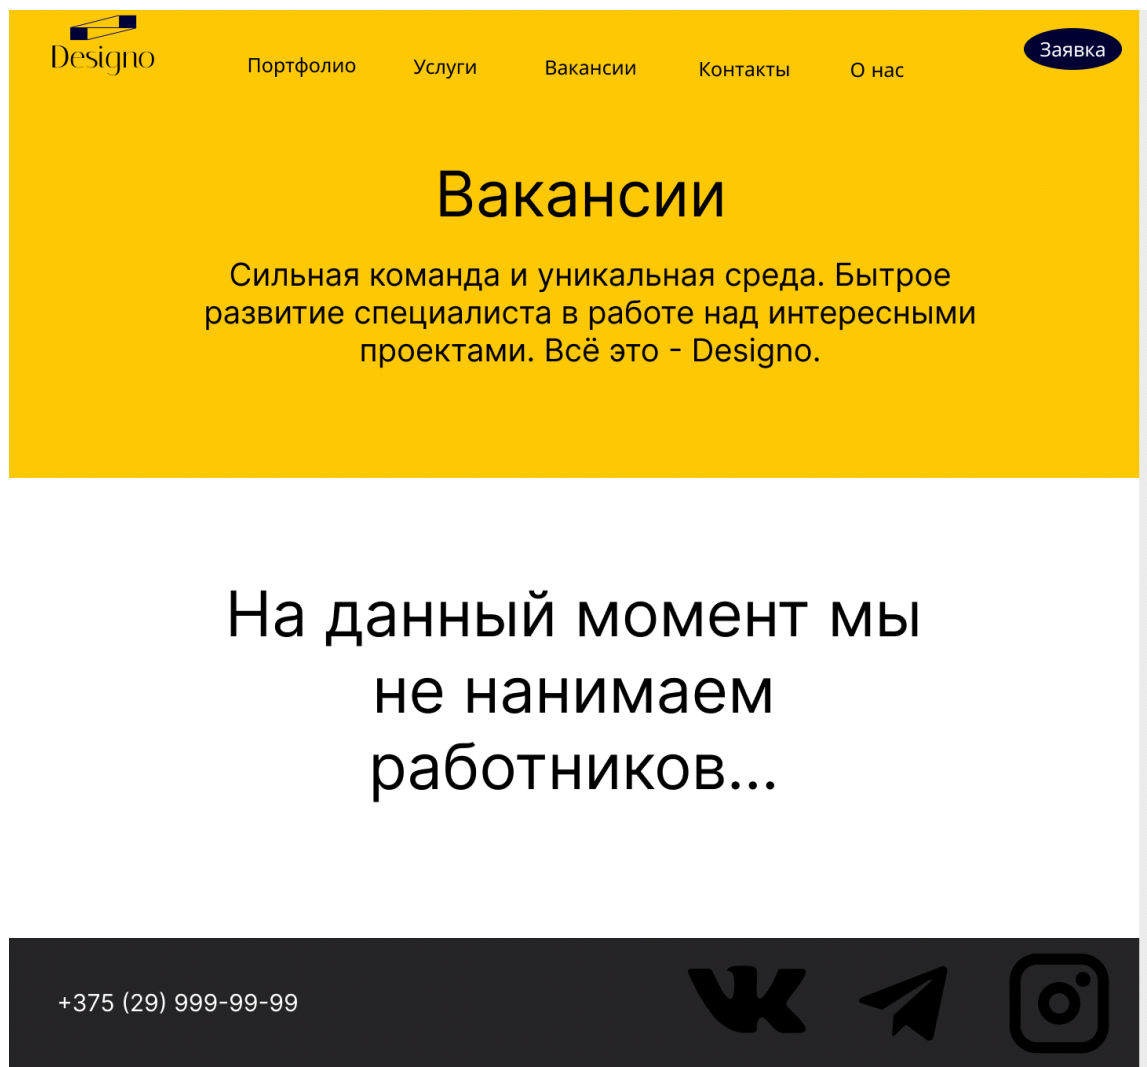 Designo
Портфолио
Услуги
Вакансии
Контакты
О нас
Заявка
Вакансии
Сильная команда и уникальная среда. Бытрое
развитие специалиста в работе над интересными
проектами. Всё это - Designo.
На данный момент мы
не нанимаем
работников...
+375 (29) 999-99-99